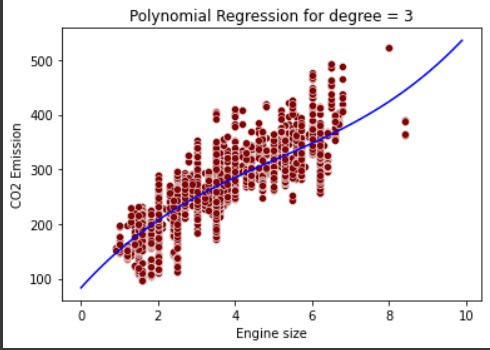 Polynomial Regression for degree = 3
500
400
300
200
100
CO2 Emission
0 2 4 6 8 10
Engine size